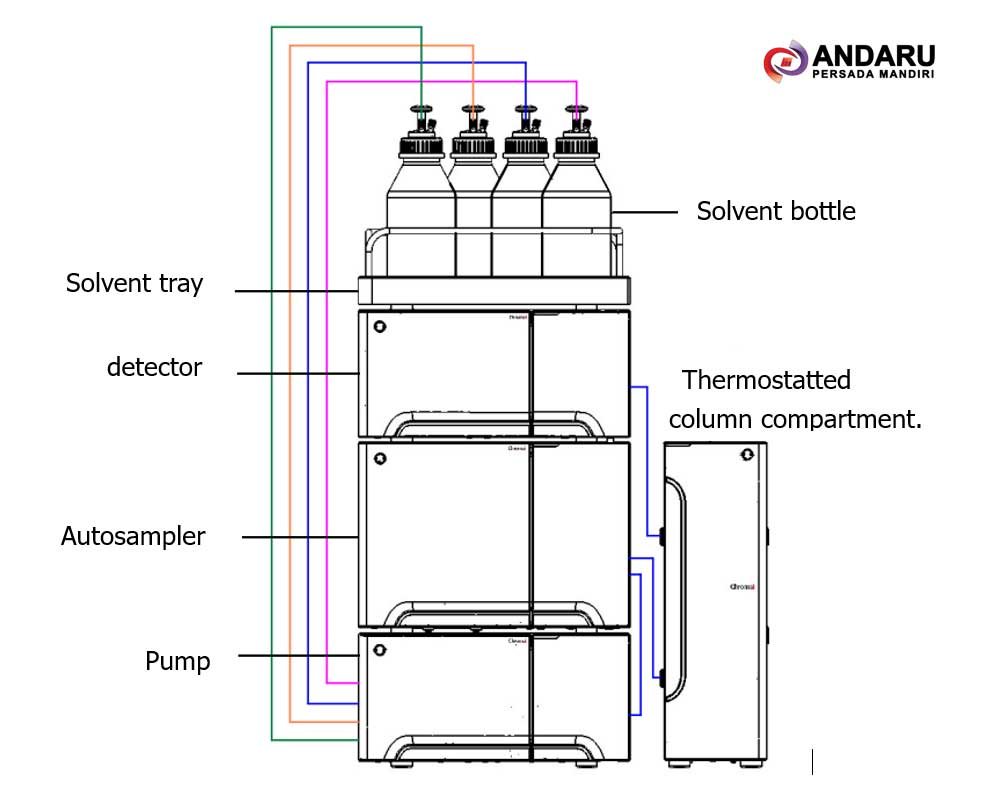 ANDARU
PERSADA MANDIRI
Solvent bottle
Solvent tray
detector
Thermostatted
column compartment.
Autosampler
Pump